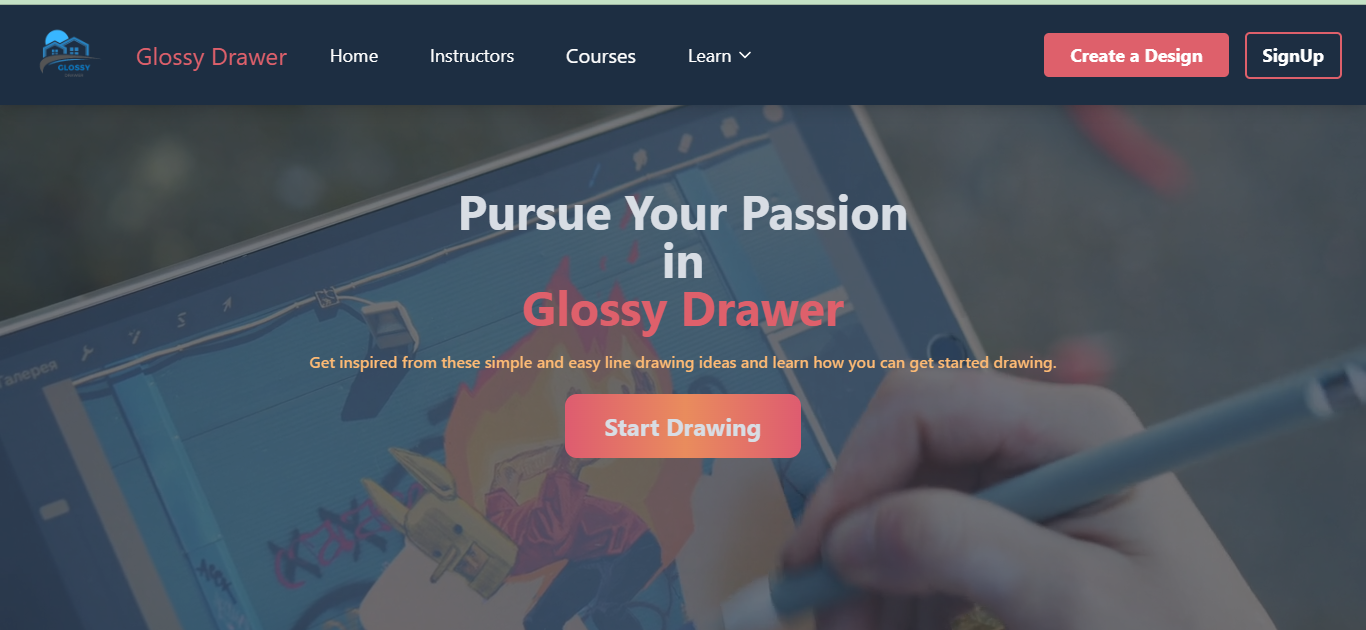 GLOSSY
Glossy Drawer
Home
Instructors
Courses
Learn
Create a Design
SignUp
Pursue Your Passion
in
Glossy Drawer
Галерея
Get inspired from these simple and easy line drawing ideas and learn how you can get started drawing.
Start Drawing